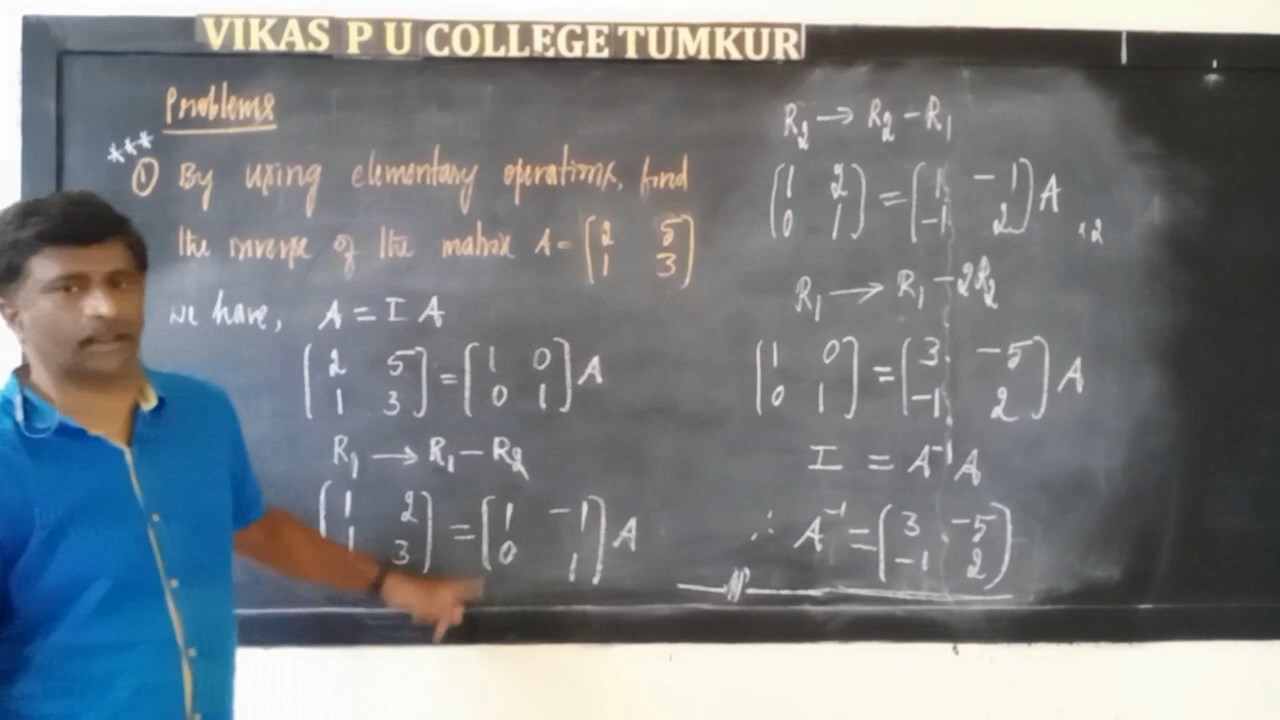 VIKAS P U COLLEGE TUMKUR
Problems
***
① By using elementary operations, find
the inverse of the matrix A = [2 5
1 3]
We have, A = I A
[2 5
1 3] = [1 0
0 1] A
R₁ → R₁ - R₂
[1 2
1 3] = [1 -1
0 1] A
R₂ → R₂ - R₁
[1 2
0 1] = [1 -1
-1 2] A
R₁ → R₁ - 2R₂
[1 0
0 1] = [3 -5
-1 2] A
I = A⁻¹ A
∴ A⁻¹ = [3 -5
-1 2]